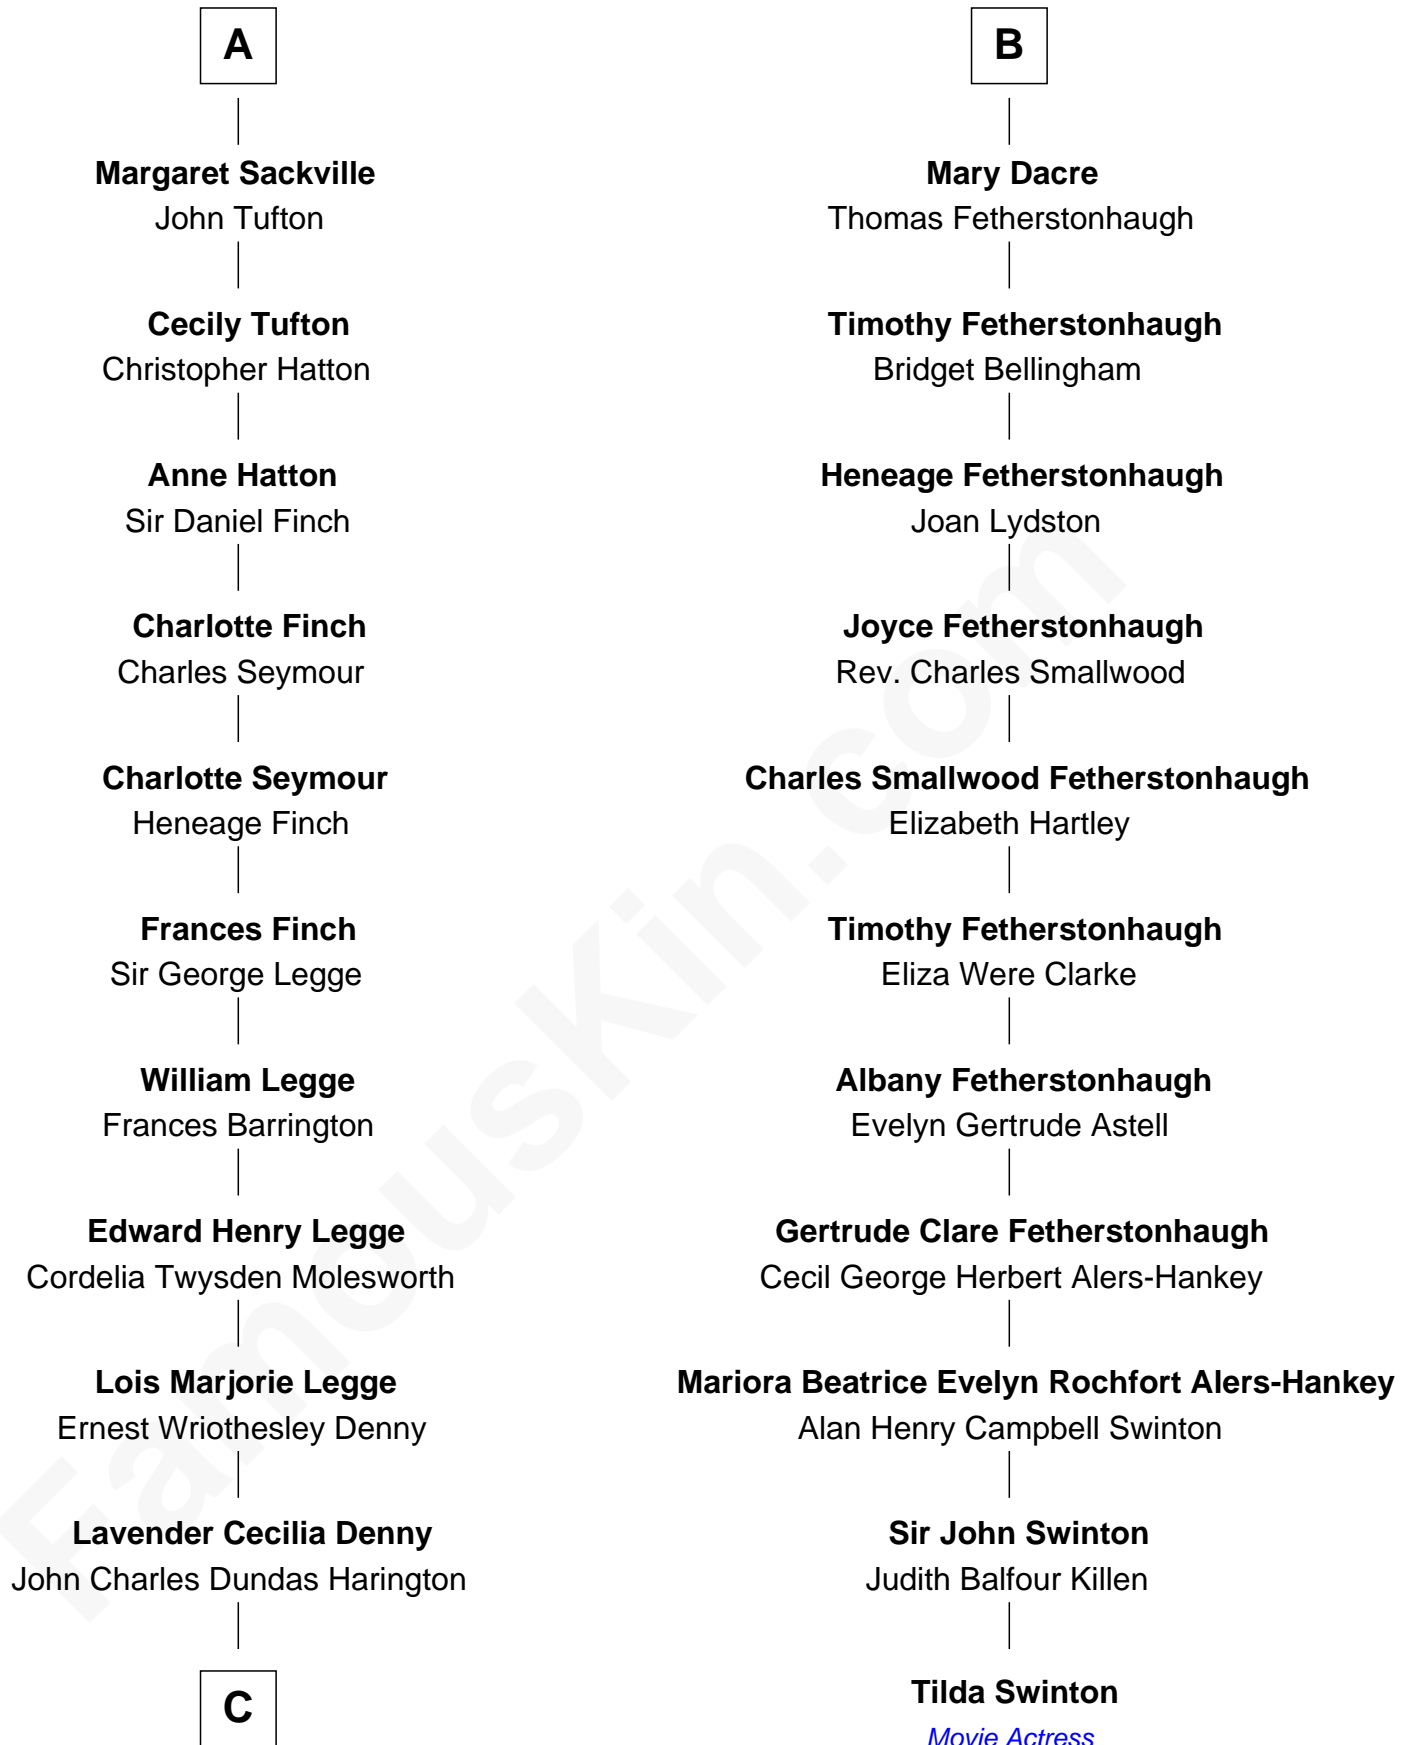 A
Margaret Sackville
John Tufton
Cecily Tufton
Christopher Hatton
Anne Hatton
Sir Daniel Finch
Charlotte Finch
Charles Seymour
Charlotte Seymour
Heneage Finch
Frances Finch
Sir George Legge
William Legge
Frances Barrington
Edward Henry Legge
Cordelia Twysden Molesworth
Lois Marjorie Legge
Ernest Wriothesley Denny
Lavender Cecilia Denny
John Charles Dundas Harington
C
B
Mary Dacre
Thomas Fetherstonhaugh
Timothy Fetherstonhaugh
Bridget Bellingham
Heneage Fetherstonhaugh
Joan Lydston
Joyce Fetherstonhaugh
Rev. Charles Smallwood
Charles Smallwood Fetherstonhaugh
Elizabeth Hartley
Timothy Fetherstonhaugh
Eliza Were Clarke
Albany Fetherstonhaugh
Evelyn Gertrude Astell
Gertrude Clare Fetherstonhaugh
Cecil George Herbert Alers-Hankey
Mariora Beatrice Evelyn Rochfort Alers-Hankey
Alan Henry Campbell Swinton
Sir John Swinton
Judith Balfour Killen
Tilda Swinton
Movie Actress
FamousKin.com